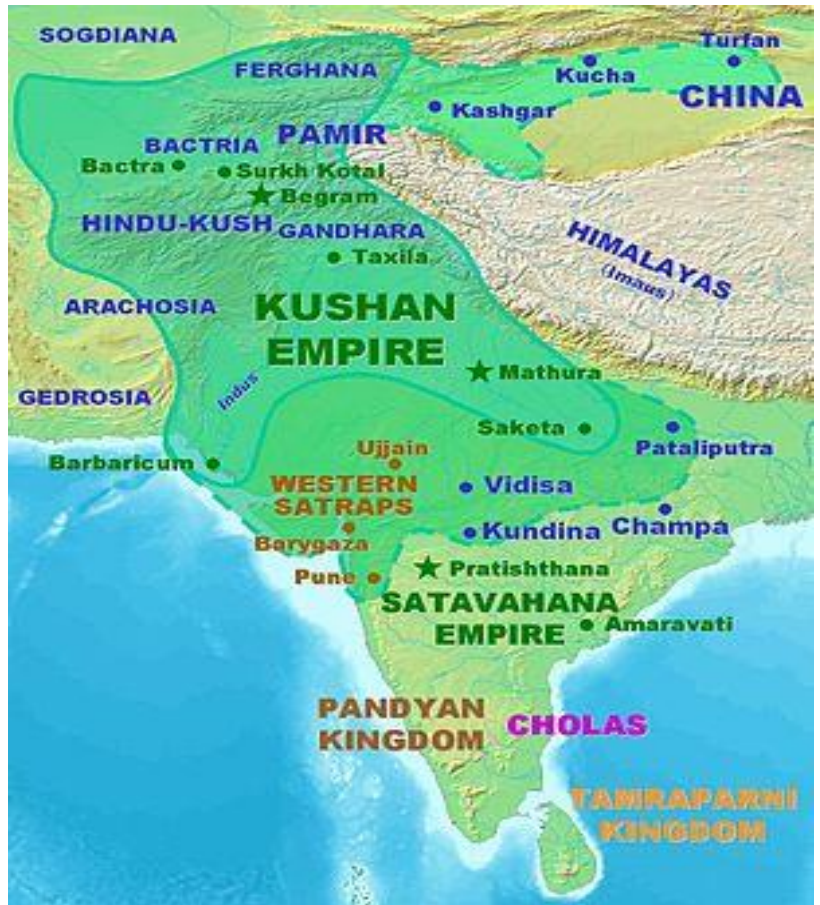 SOGDIANA
Turfan
FERGHANA
Kucha
CHINA
Kashgar
PAMIR
BACTRIA
Bactra
Surkh Kotal
Begram
HINDU-KUSH
GANDHARA
HIMALAYAS
(Imaus)
Taxila
ARACHOSIA
KUSHAN
EMPIRE
Mathura
GEDROSIA
Indus
Saketa
Pataliputra
Ujjain
Barbaricum
WESTERN
SATRAPS
Vidisa
Barygaza
Kundina
Champa
Pune
Pratishthana
SATAVAHANA
EMPIRE
Amaravati
PANDYAN
KINGDOM
CHOLAS
TAMRAPARNI
KINGDOM